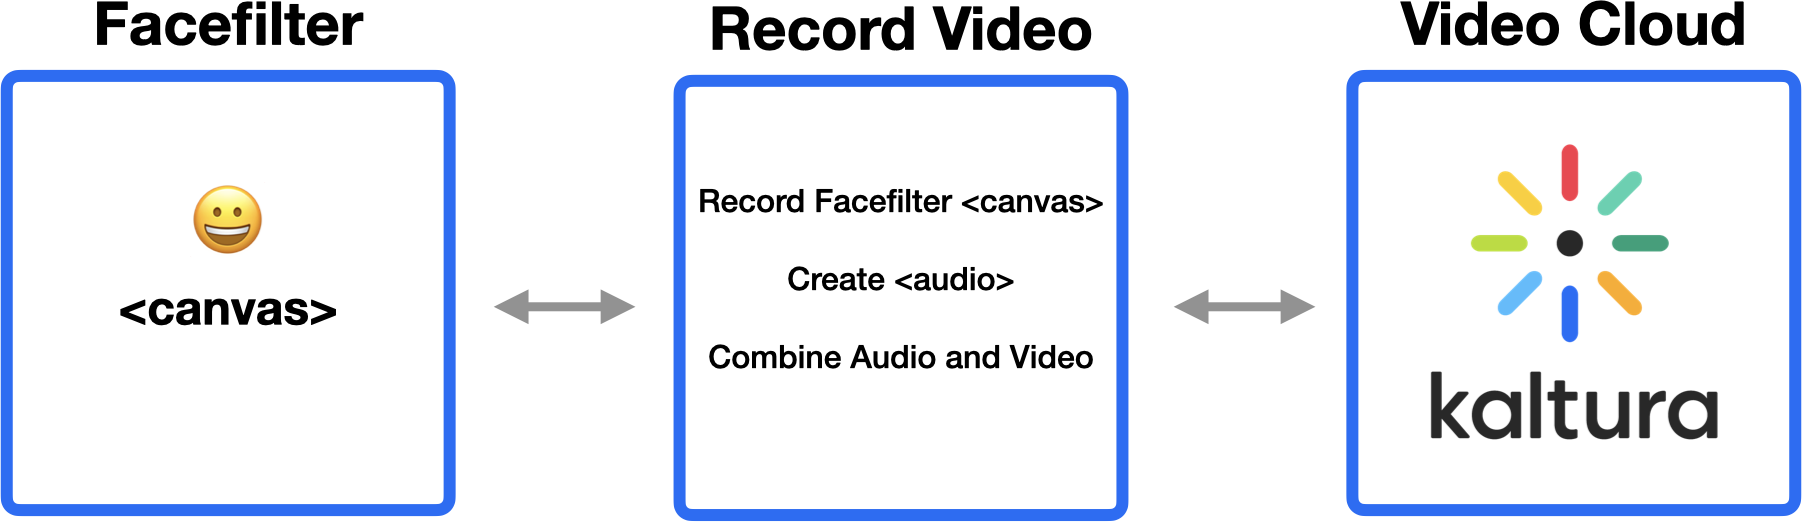 Facefilter
<canvas>
Record Video
Record Facefilter <canvas>
Create <audio>
Combine Audio and Video
Video Cloud
kaltura